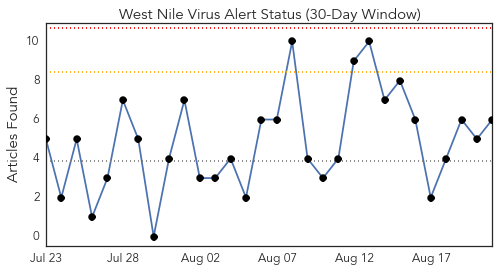 West Nile Virus Alert Status (30-Day Window)
Articles Found
10
8
6
4
2
0
Jul 23 Jul 28 Aug 02 Aug 07 Aug 12 Aug 17